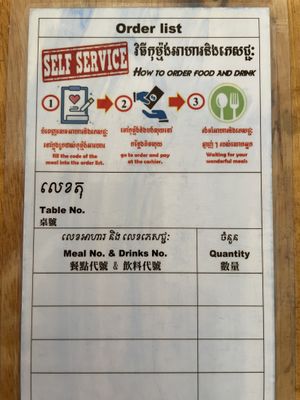 Order list
SELF SERVICE
វិធីកុម្ម៉ង់អាហារនិងភេសជ្ជៈ
HOW TO ORDER FOOD AND DRINK
1
2
3
fill the code of the
meal into the order list.
go to order and pay
at the cashier.
Waiting for your
wonderful meals
លេខតុ
Table No.
桌號
លេខអាហារ និង លេខភេសជ្ជៈ
ចំនួន
Meal No. & Drinks No.
Quantity
餐點代號 & 飲料代號
數量